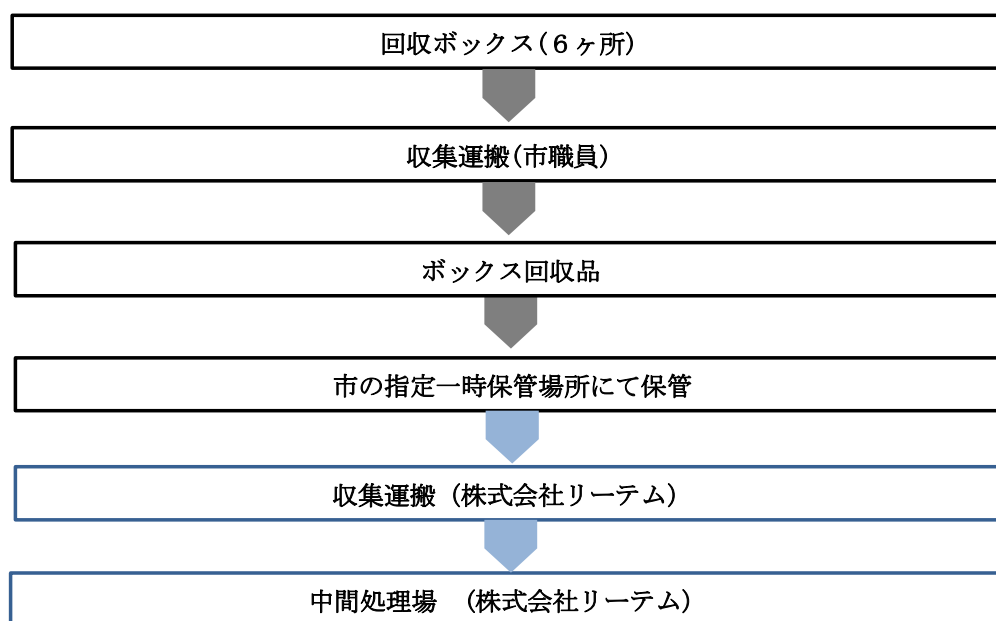 回収ボックス(6ヶ所)
収集運搬(市職員)
ボックス回収品
市の指定一時保管場所にて保管
収集運搬 (株式会社リーテム)
中間処理場 (株式会社リーテム)